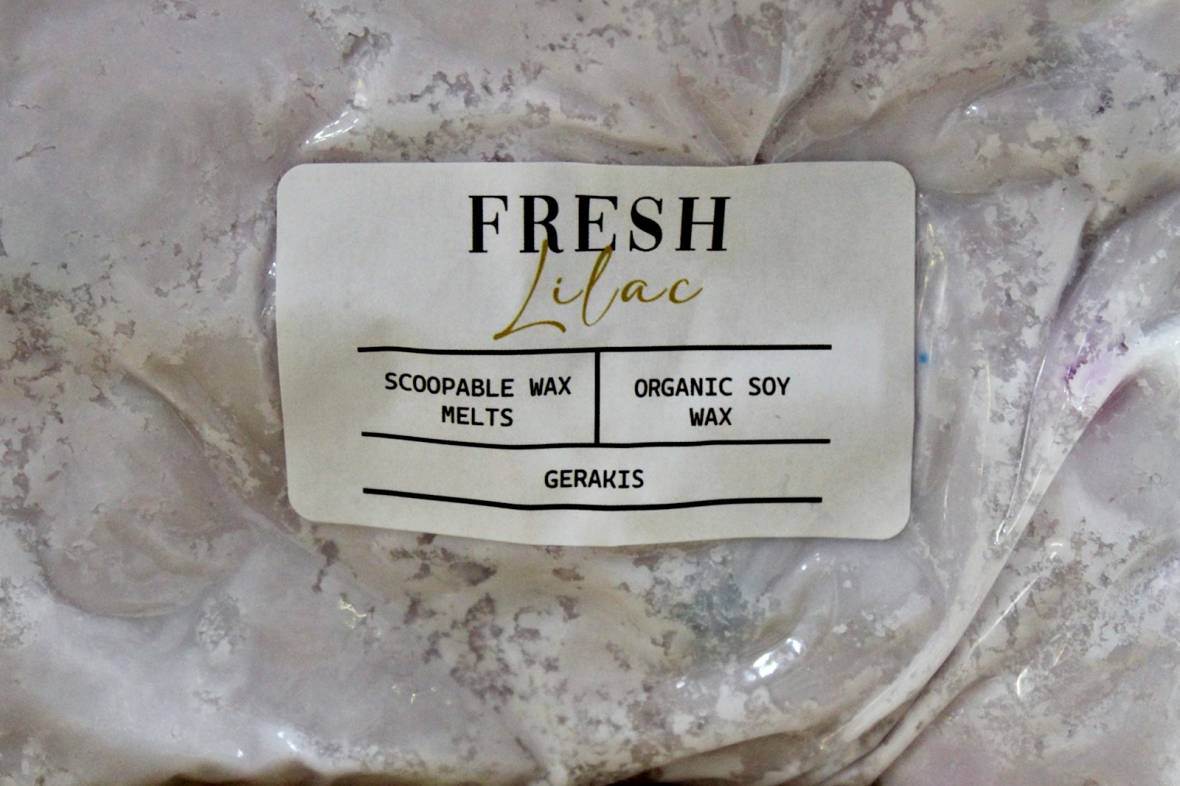 FRESH
Lilac
SCOOPABLE WAX
MELTS
ORGANIC SOY
WAX
GERAKIS